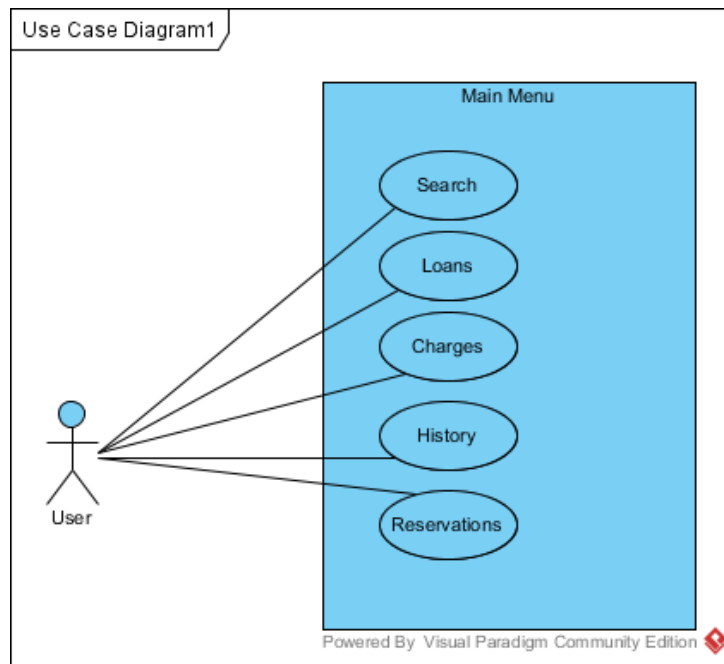 Use Case Diagram1
Main Menu
Search
Loans
Charges
History
Reservations
User
Powered By Visual Paradigm Community Edition